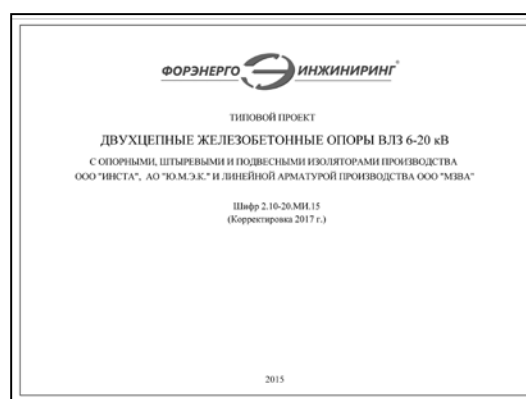 ФОРЭНЕРГО ИНЖИНИРИНГ
ТИПОВОЙ ПРОЕКТ
ДВУХЦЕПНЫЕ ЖЕЛЕЗОБЕТОННЫЕ ОПОРЫ ВЛЗ 6-20 кВ
С ОПОРНЫМИ, ШТЫРЕВЫМИ И ПОДВЕСНЫМИ ИЗОЛЯТОРАМИ ПРОИЗВОДСТВА
ООО "ИНСТА", АО "Ю.М.Э.К." И ЛИНЕЙНОЙ АРМАТУРОЙ ПРОИЗВОДСТВА ООО "МЗВА"
Шифр 2.10-20.МИ.15
(Корректировка 2017 г.)
2015